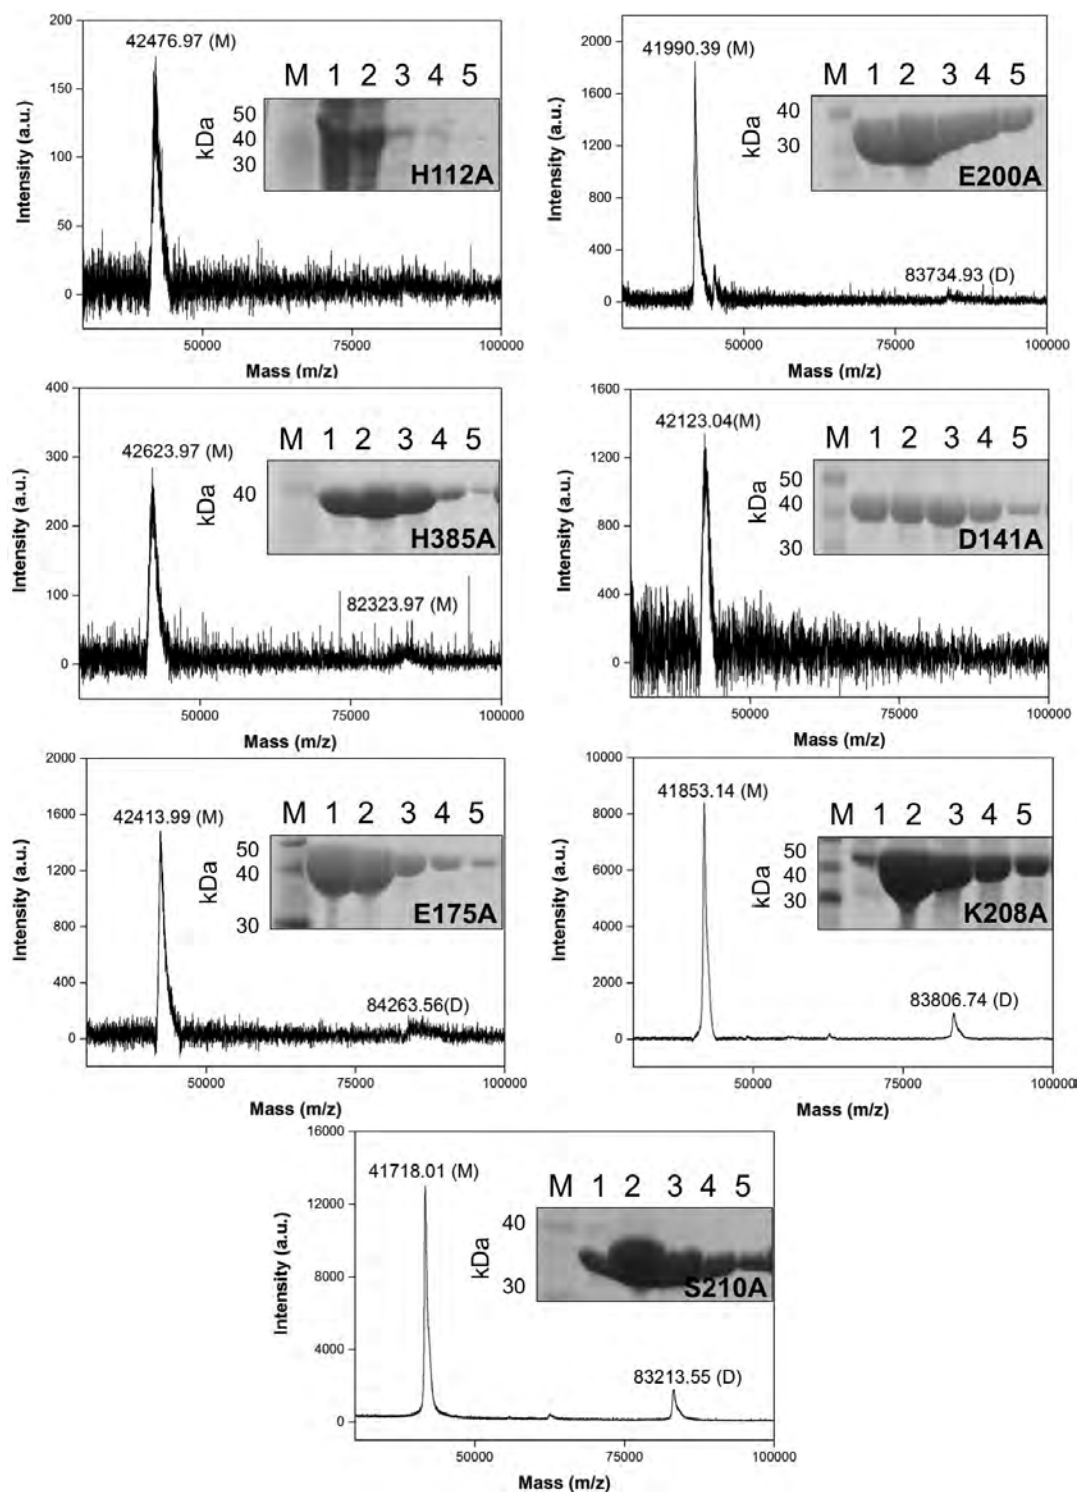 42476.97 (M)
M 1 2 3 4 5
50
40
30
kDa
H112A
200
150
100
50
0
Intensity (a.u.)
50000 75000 100000
Mass (m/z)
41990.39 (M)
M 1 2 3 4 5
40
30
kDa
E200A
83734.93 (D)
2000
1600
1200
800
400
0
Intensity (a.u.)
50000 75000 100000
Mass (m/z)
42623.97 (M)
M 1 2 3 4 5
40
kDa
H385A
82323.97 (M)
400
300
200
100
0
Intensity (a.u.)
50000 75000 100000
Mass (m/z)
42123.04(M)
M 1 2 3 4 5
50
40
30
kDa
D141A
1600
1200
800
400
0
Intensity (a.u.)
50000 75000 100000
Mass (m/z)
42413.99 (M)
M 1 2 3 4 5
50
40
30
kDa
E175A
84263.56(D)
2000
1600
1200
800
400
0
Intensity (a.u.)
50000 75000 100000
Mass (m/z)
41853.14 (M)
M 1 2 3 4 5
50
40
30
kDa
K208A
83806.74 (D)
10000
8000
6000
4000
2000
0
Intensity (a.u.)
50000 75000 100000
Mass (m/z)
41718.01 (M)
M 1 2 3 4 5
40
30
kDa
S210A
83213.55 (D)
16000
12000
8000
4000
0
Intensity (a.u.)
50000 75000 100000
Mass (m/z)